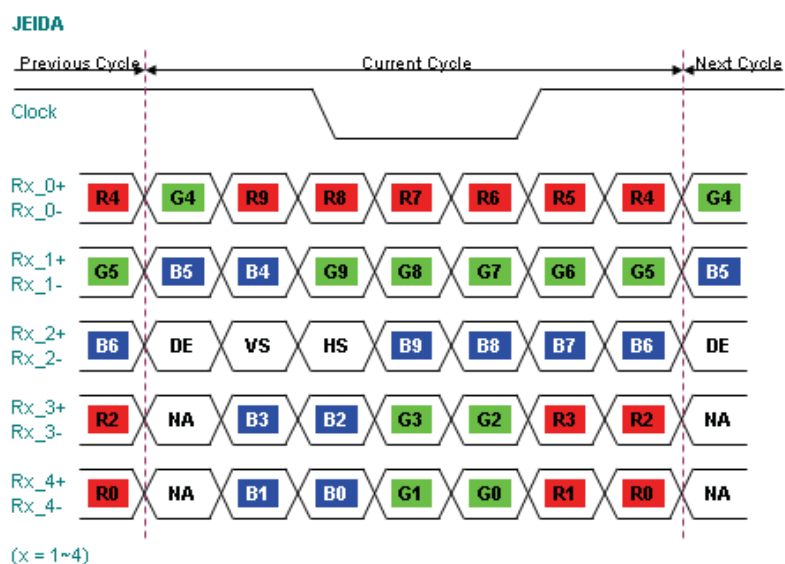 JEIDA
Previous Cycle Current Cycle Next Cycle
Clock
Rx_0+ R4 G4 R9 R8 R7 R6 R5 R4 G4
Rx_0-
Rx_1+ G5 B5 B4 G9 G8 G7 G6 G5 B5
Rx_1-
Rx_2+ B6 DE VS HS B9 B8 B7 B6 DE
Rx_2-
Rx_3+ R2 NA B3 B2 G3 G2 R3 R2 NA
Rx_3-
Rx_4+ R0 NA B1 B0 G1 G0 R1 R0 NA
Rx_4-
(x = 1~4)